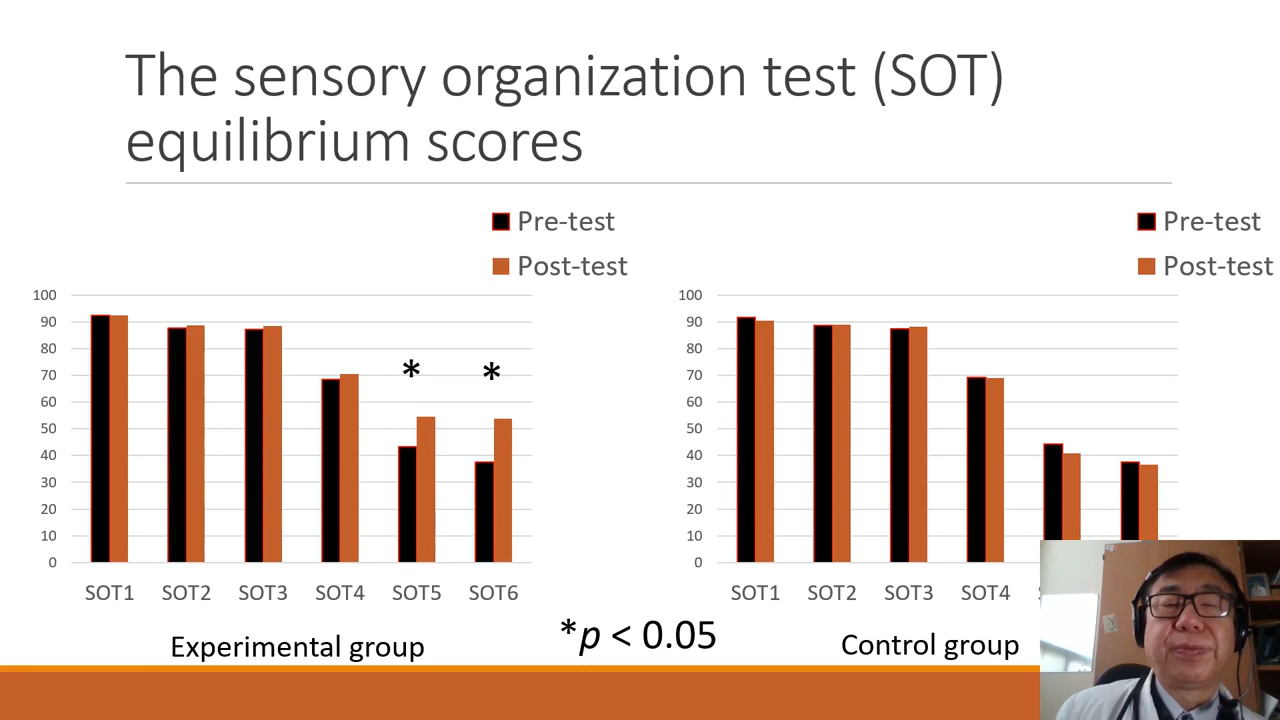 The sensory organization test (SOT)
equilibrium scores
Pre-test
Post-test
100
90
80
70
60
50
40
30
20
10
0
*
*
SOT1 SOT2 SOT3 SOT4 SOT5 SOT6
Experimental group
*p < 0.05
Pre-test
Post-test
100
90
80
70
60
50
40
30
20
10
0
SOT1 SOT2 SOT3 SOT4
Control group